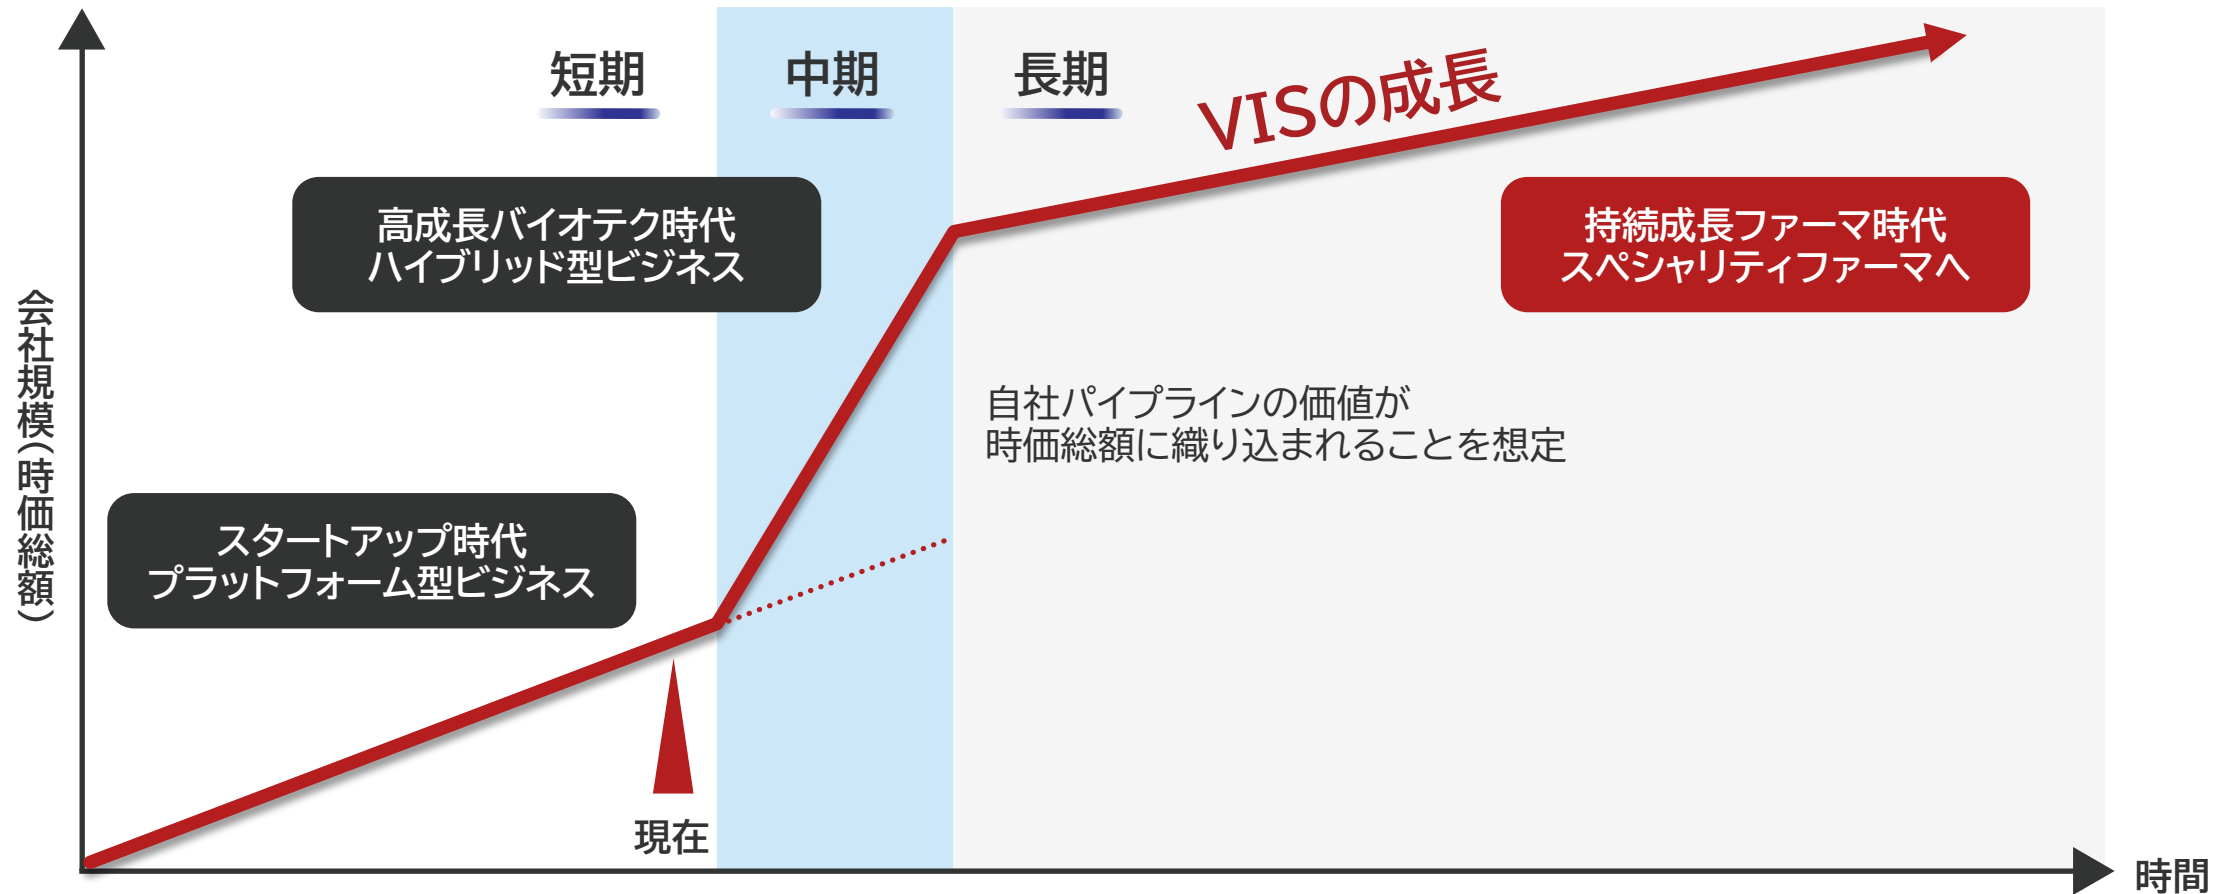 短期
中期
長期
VISの成長
高成長バイオテク時代
ハイブリッド型ビジネス
持続成長ファーマ時代
スペシャリティファーマへ
会社規模(時価総額)
自社パイプラインの価値が
時価総額に織り込まれることを想定
スタートアップ時代
プラットフォーム型ビジネス
現在
時間